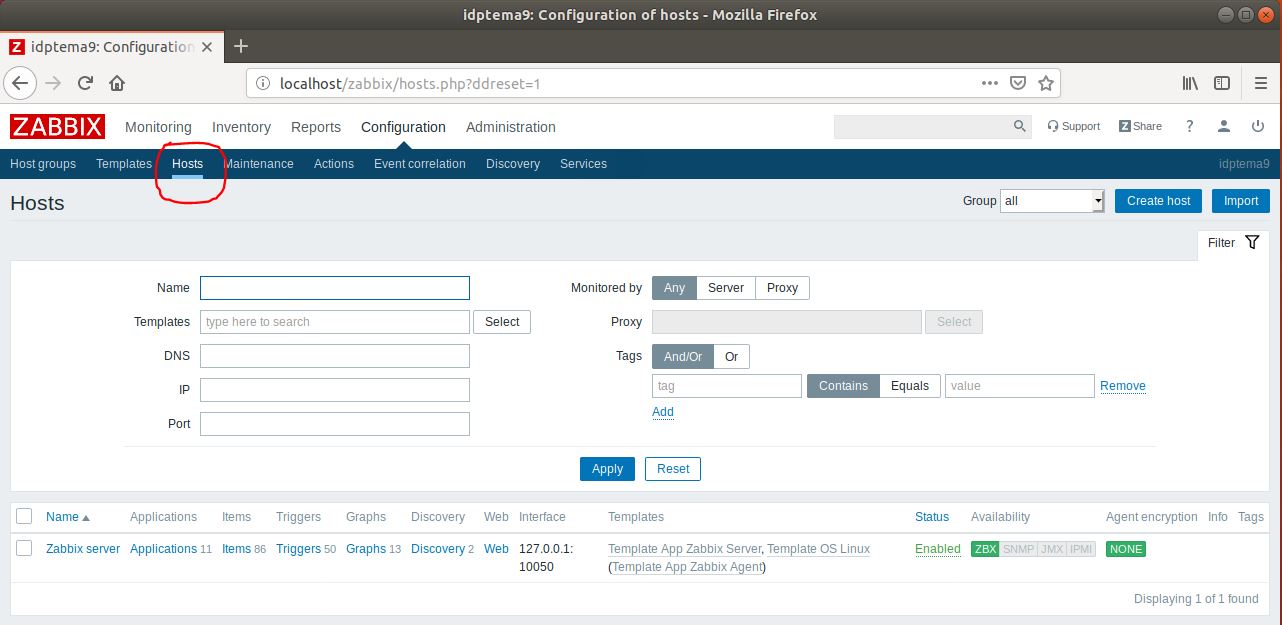 idptema9: Configuration of hosts - Mozilla Firefox
Z idptema9: Configuration
localhost/zabbix/hosts.php?ddreset=1
ZABBIX Monitoring Inventory Reports Configuration Administration Support Z Share ?
Host groups Templates Hosts Maintenance Actions Event correlation Discovery Services idptema9
Hosts Group all Create host Import
Filter
Name Monitored by Any Server Proxy
Templates type here to search Select Proxy Select
DNS Tags And/Or Or
IP tag Contains Equals value Remove
Add
Port
Apply Reset
Name Applications Items Triggers Graphs Discovery Web Interface Templates Status Availability Agent encryption Info Tags
Zabbix server Applications 11 Items 86 Triggers 50 Graphs 13 Discovery 2 Web 127.0.0.1: Template App Zabbix Server, Template OS Linux Enabled ZBX SNMP JMX IPMI NONE
10050 (Template App Zabbix Agent)
Displaying 1 of 1 found